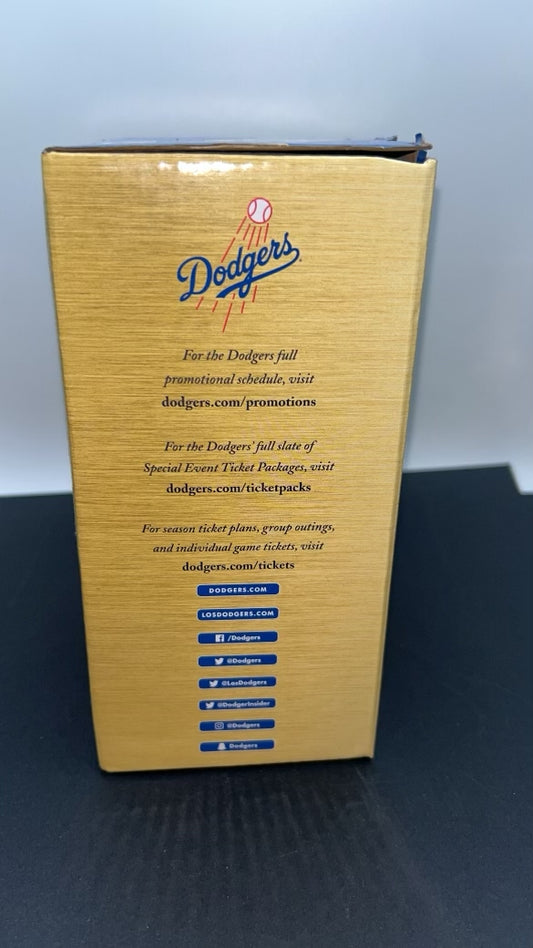 Dodgers
For the Dodgers full
promotional schedule, visit
dodgers.com/promotions
For the Dodgers' full slate of
Special Event Ticket Packages, visit
dodgers.com/ticketpacks
For season ticket plans, group outings,
and individual game tickets, visit
dodgers.com/tickets
DODGERS.COM
LOSDODGERS.COM
/Dodgers
@Dodgers
@LosDodgers
@DodgerInsider
@Dodgers
Dodgers